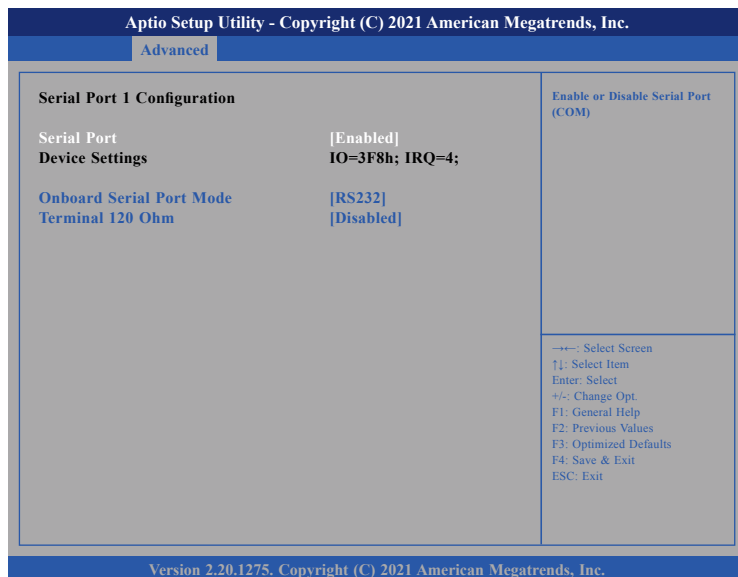 Aptio Setup Utility - Copyright (C) 2021 American Megatrends, Inc.
Advanced
Serial Port 1 Configuration
Serial Port [Enabled]
Device Settings IO=3F8h; IRQ=4;
Onboard Serial Port Mode [RS232]
Terminal 120 Ohm [Disabled]
Enable or Disable Serial Port
(COM)
→←: Select Screen
↑↓: Select Item
Enter: Select
+/-: Change Opt.
F1: General Help
F2: Previous Values
F3: Optimized Defaults
F4: Save & Exit
ESC: Exit
Version 2.20.1275. Copyright (C) 2021 American Megatrends, Inc.